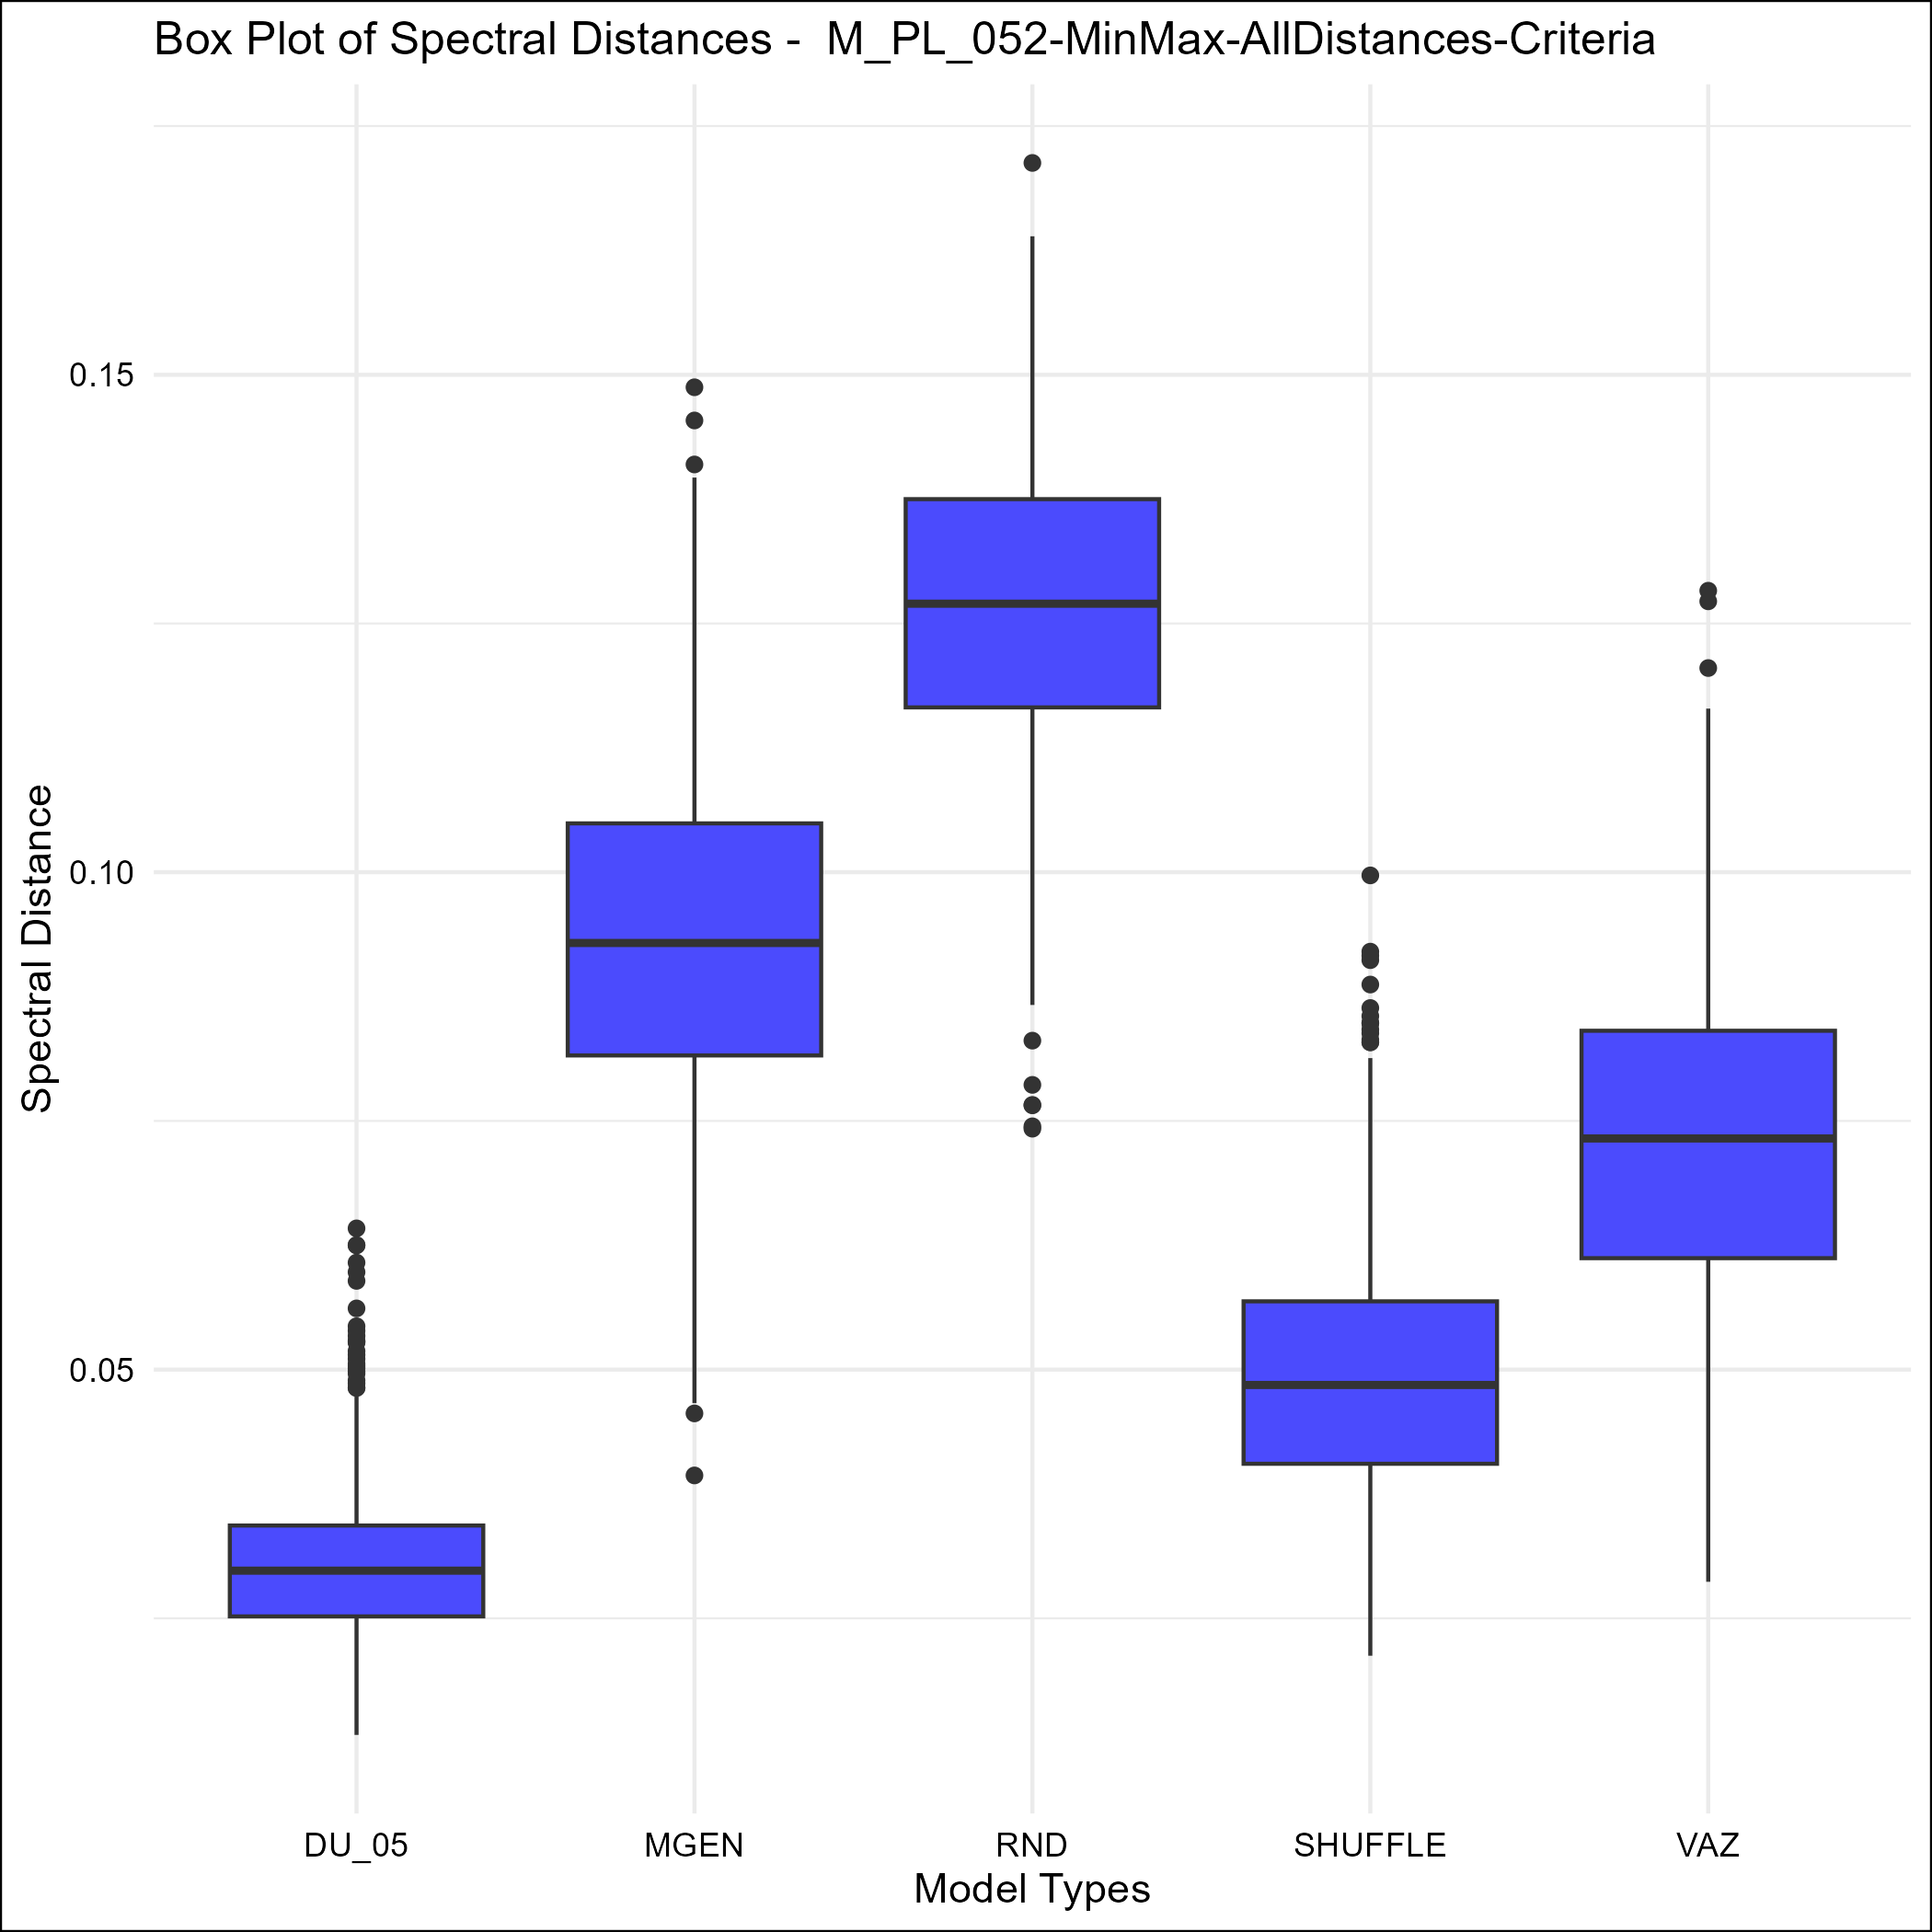 Box Plot of Spectral Distances -  M_PL_052-MinMax-AllDistances-Criteria
Spectral Distance
0.15
0.10
0.05
DU_05 MGEN RND SHUFFLE VAZ
Model Types